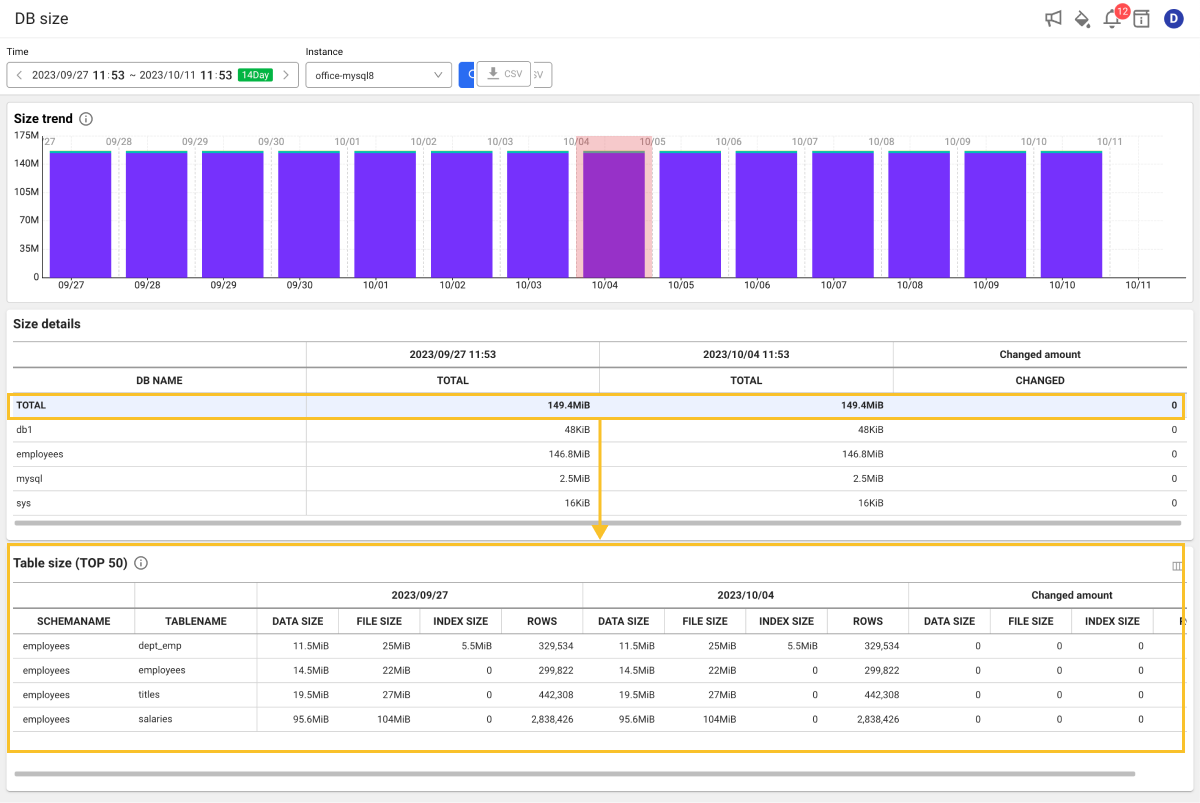 DB size
12
D
Time
Instance
2023/09/27 11:53 ~ 2023/10/11 11:53 14Day
office-mysql8
CSV
SV
Size trend
175M
140M
105M
70M
35M
0
27 09/28 09/29 09/30 10/01 10/02 10/03 10/04 10/05 10/06 10/07 10/08 10/09 10/10 10/11
09/27 09/28 09/29 09/30 10/01 10/02 10/03 10/04 10/05 10/06 10/07 10/08 10/09 10/10 10/11
Size details
2023/09/27 11:53 2023/10/04 11:53 Changed amount
DB NAME TOTAL TOTAL CHANGED
TOTAL 149.4MiB 149.4MiB 0
db1 48KiB 48KiB 0
employees 146.8MiB 146.8MiB 0
mysql 2.5MiB 2.5MiB 0
sys 16KiB 16KiB 0
Table size (TOP 50)
2023/09/27 2023/10/04 Changed amount
SCHEMANAME TABLENAME DATA SIZE FILE SIZE INDEX SIZE ROWS DATA SIZE FILE SIZE INDEX SIZE ROWS DATA SIZE FILE SIZE INDEX SIZE
employees dept_emp 11.5MiB 25MiB 5.5MiB 329,534 11.5MiB 25MiB 5.5MiB 329,534 0 0 0
employees employees 14.5MiB 22MiB 0 299,822 14.5MiB 22MiB 0 299,822 0 0 0
employees titles 19.5MiB 27MiB 0 442,308 19.5MiB 27MiB 0 442,308 0 0 0
employees salaries 95.6MiB 104MiB 0 2,838,426 95.6MiB 104MiB 0 2,838,426 0 0 0